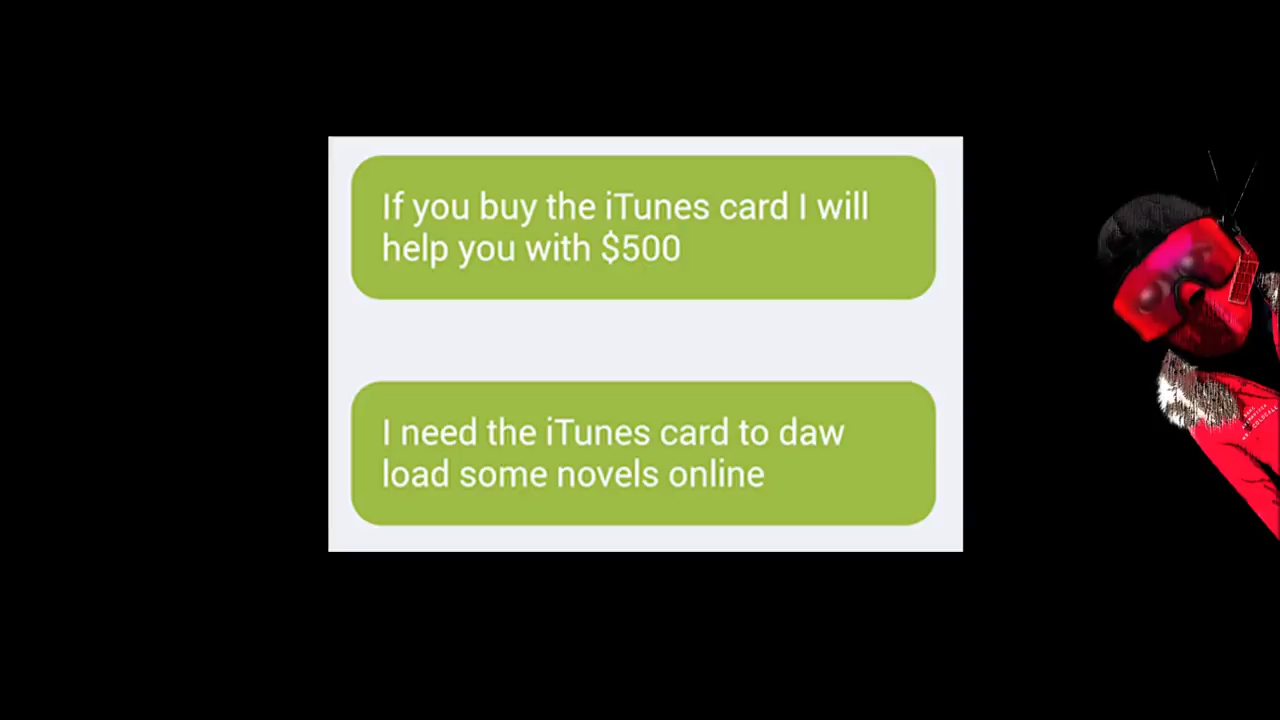 If you buy the iTunes card I will
help you with $500
I need the iTunes card to daw
load some novels online